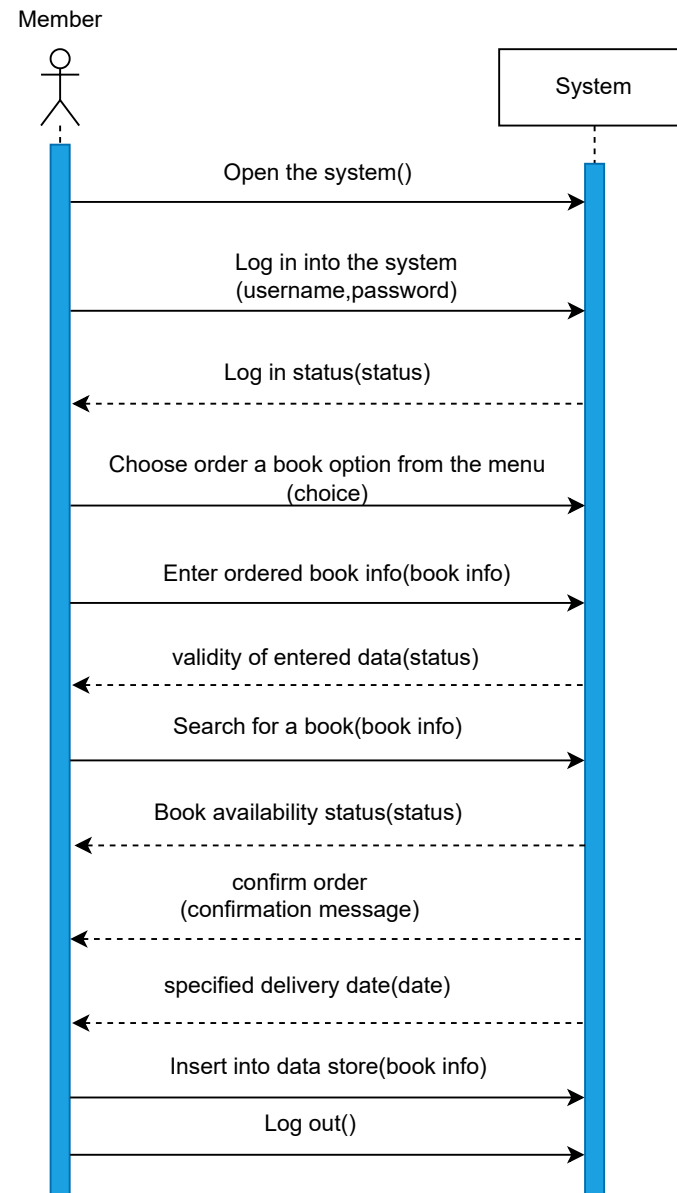 Member
System
Open the system()
Log in into the system
(username,password)
Log in status(status)
Choose order a book option from the menu
(choice)
Enter ordered book info(book info)
validity of entered data(status)
Search for a book(book info)
Book availability status(status)
confirm order
(confirmation message)
specified delivery date(date)
Insert into data store(book info)
Log out()